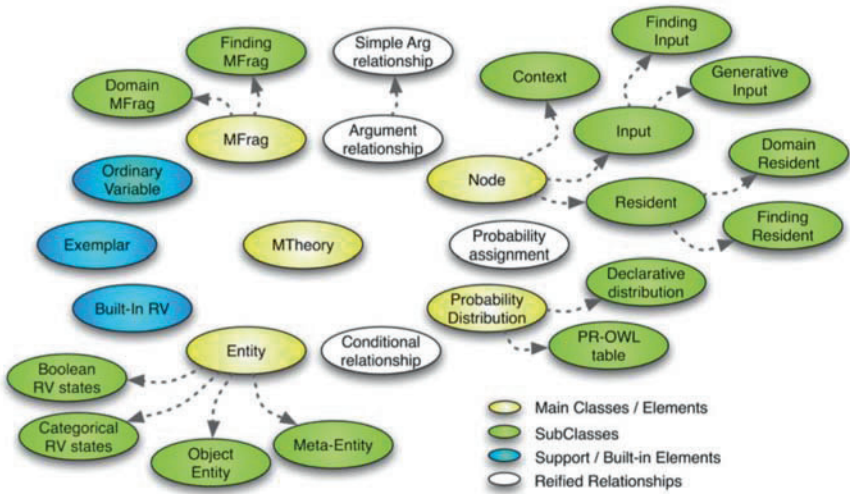 Finding
MFrag
Simple Arg
relationship
Finding
Input
Domain
MFrag
Context
Generative
Input
MFrag
Argument
relationship
Input
Ordinary
Variable
Node
Domain
Resident
Resident
Exemplar
MTheory
Probability
assignment
Finding
Resident
Built-In RV
Probability
Distribution
Declarative
distribution
Entity
Conditional
relationship
PR-OWL
table
Boolean
RV states
Categorical
RV states
Object
Entity
Meta-Entity
Main Classes / Elements
SubClasses
Support / Built-in Elements
Reified Relationships